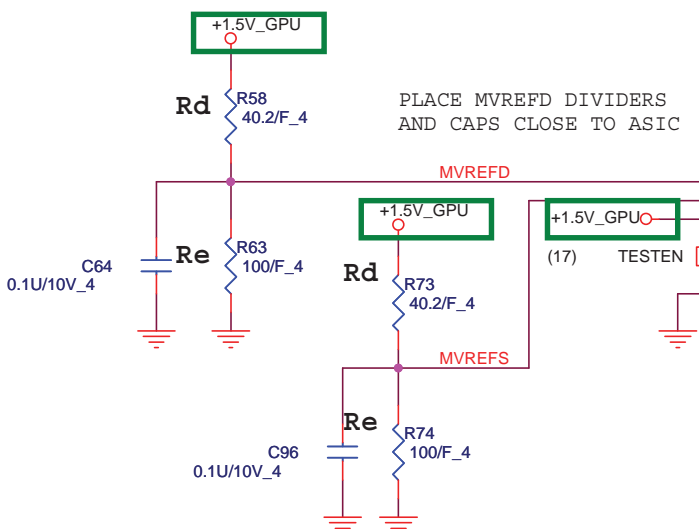 +1.5V_GPU
Rd
R58
40.2/F_4
PLACE MVREFD DIVIDERS
AND CAPS CLOSE TO ASIC
MVREFD
+1.5V_GPU
+1.5V_GPU
C64
0.1U/10V_4
Re
R63
100/F_4
(17)
TESTEN
Rd
R73
40.2/F_4
MVREFS
C96
0.1U/10V_4
Re
R74
100/F_4